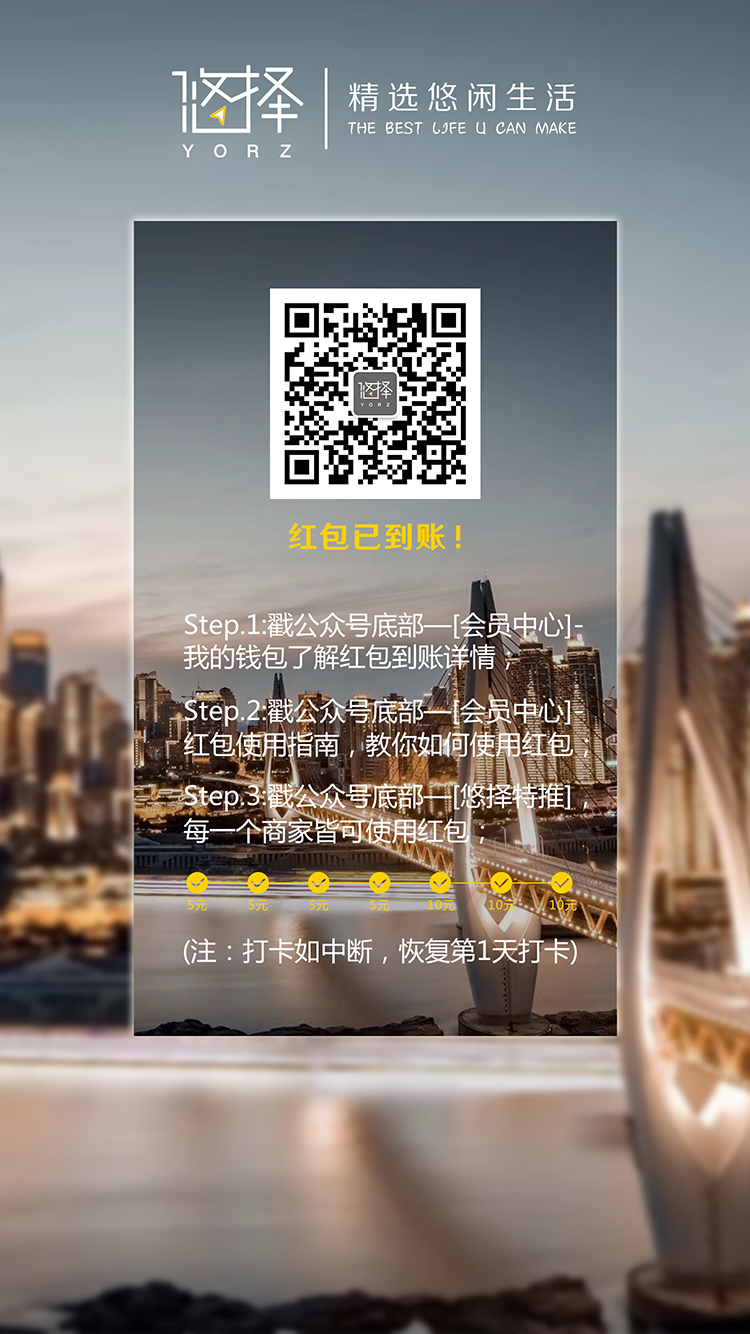 悠择
YORZ
精选悠闲生活
THE BEST LIFE U CAN MAKE
悠择
YORZ
红包已到账！
Step.1:戳公众号底部—[会员中心]-
我的钱包了解红包到账详情；
Step.2:戳公众号底部—[会员中心]-
红包使用指南，教你如何使用红包；
Step.3:戳公众号底部—[悠择特推]，
每一个商家皆可使用红包；
5元 5元 5元 5元 10元 10元 10元
(注：打卡如中断，恢复第1天打卡)